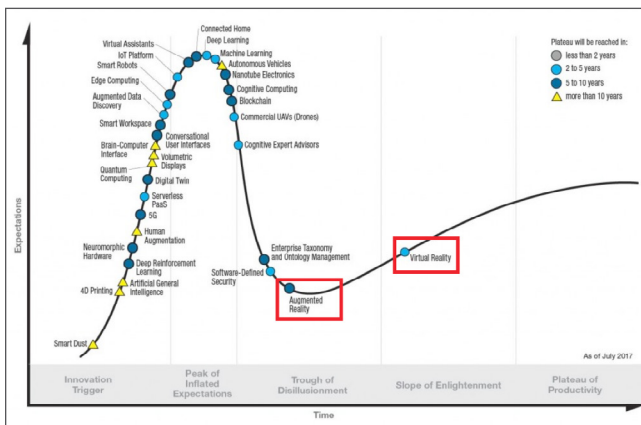 Connected Home
Deep Learning
Virtual Assistants
Machine Learning
IoT Platform
Autonomous Vehicles
Smart Robots
Nanotube Electronics
Edge Computing
Cognitive Computing
Augmented Data
Discovery
Blockchain
Smart Workspace
Commercial UAVs (Drones)
Conversational
User Interfaces
Brain-Computer
Interface
Cognitive Expert Advisors
Volumetric
Displays
Quantum
Computing
Digital Twin
Serverless
PaaS
5G
Human
Augmentation
Neuromorphic
Hardware
Deep Reinforcement
Learning
Artificial General
Intelligence
4D Printing
Smart Dust
Enterprise Taxonomy
and Ontology Management
Software-Defined
Security
Augmented
Reality
Virtual Reality
Plateau will be reached in:
less than 2 years
2 to 5 years
5 to 10 years
more than 10 years
As of July 2017
Expectations
Innovation
Trigger
Peak of
Inflated
Expectations
Trough of
Disillusionment
Slope of Enlightenment
Plateau of
Productivity
Time